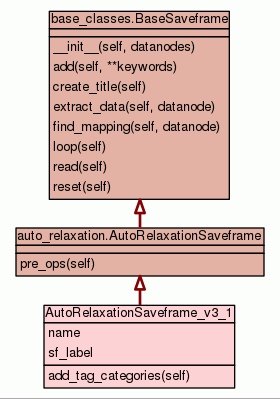 base_classes.BaseSaveframe
__init__(self, datanodes)
add(self, **keywords)
create_title(self)
extract_data(self, datanode)
find_mapping(self, datanode)
loop(self)
read(self)
reset(self)
auto_relaxation.AutoRelaxationSaveframe
pre_ops(self)
AutoRelaxationSaveframe_v3_1
name
sf_label
add_tag_categories(self)